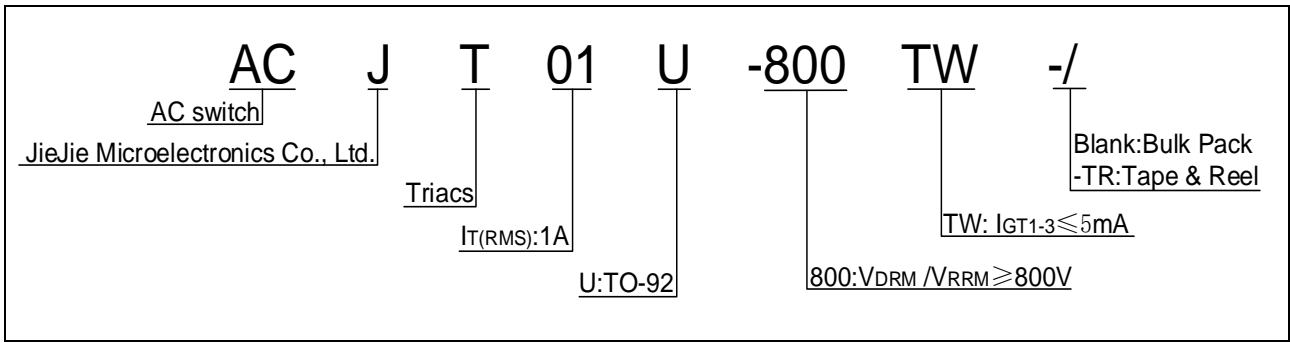 AC J T 01 U -800 TW -/
AC switch
JieJie Microelectronics Co., Ltd.
Blank:Bulk Pack
-TR:Tape & Reel
Triacs
TW: IGT1-3≤5mA
IT(RMS):1A
U:TO-92
800:VDRM /VRRM≥800V